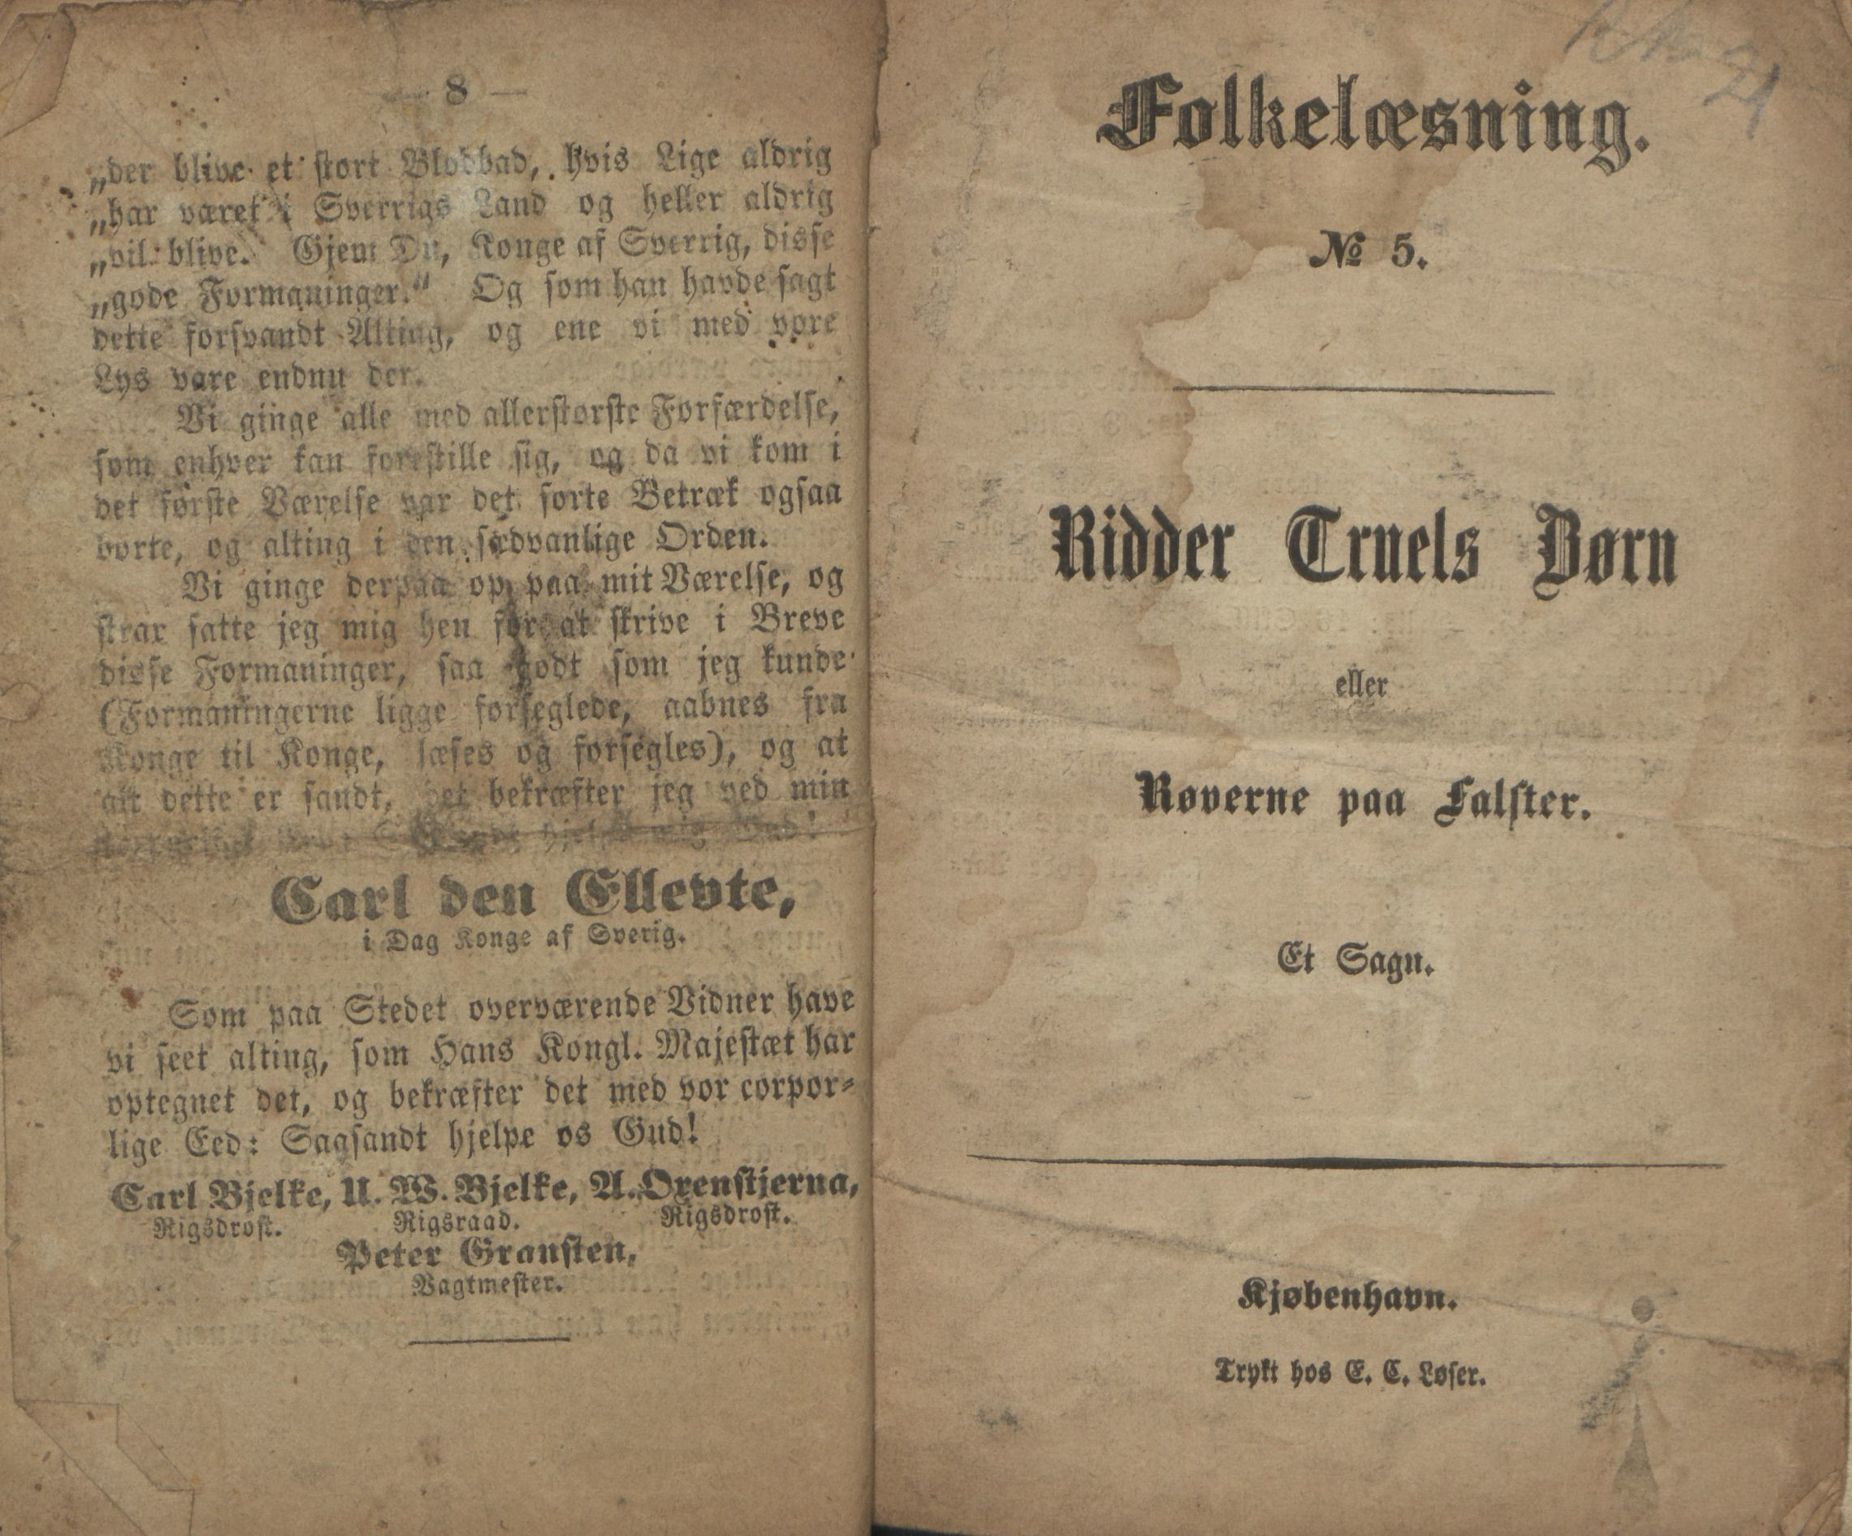 — 8 —
„der blive et stort Blodbad, hvis Lige aldrig
„har været i Sverrigs Land og heller aldrig
„vil blive. Gjem Du, Konge af Sverrig, disse
„gode Formaninger.“ Og som han havde sagt
dette forsvandt Alting, og ene vi med vore
Lys vare endnu der.
Vi ginge alle med allerstørste Forfærdelse,
som enhver kan forestille sig, og da vi kom i
det første Værelse var det sorte Betræk ogsaa
borte, og alting i den sædvanlige Orden.
Vi ginge derpaa op paa mit Værelse, og
strax satte jeg mig hen for at skrive i Breve
disse Formaninger, saa godt som jeg kunde
(Formaningerne ligge forseglede, aabnes fra
Konge til Konge, læses og forsegles), og at
alt dette er sandt, det bekræfter jeg ved min
hjelpe mig Gud!
Carl den Ellevte,
i Dag Konge af Sverig.
Som paa Stedet overværende Vidner have
vi seet alting, som Hans Kongl. Majestæt har
optegnet det, og bekræfter det med vor corpor-
lige Eed: Saasandt hjelpe os Gud!
Carl Bjelke, U. W. Bjelke, A. Oxenstjerna,
Rigsdrost. Rigsraad. Rigsdrost.
Peter Gransten,
Vagtmester.
Folkelæsning.
№ 5.
Ridder Truels Børn
eller
Røverne paa Falster.
Et Sagn.
Kjøbenhavn.
Trykt hos E. C. Løser.